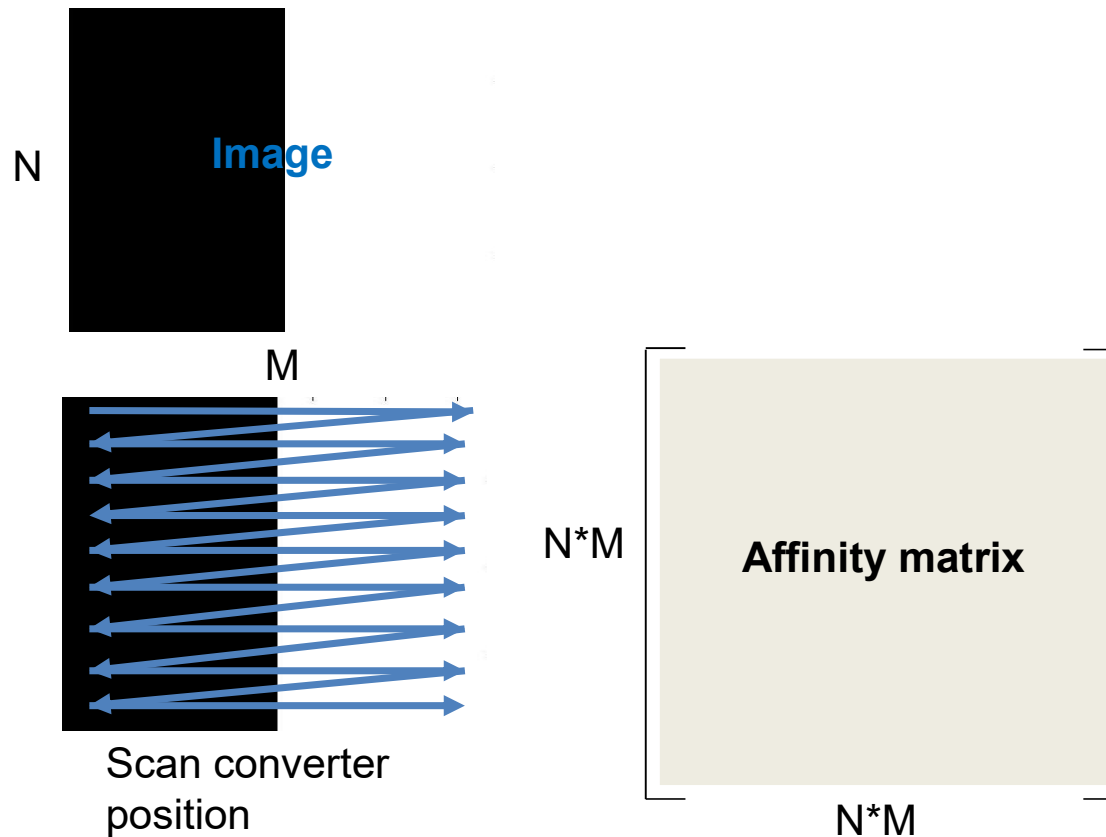 Image
N
M
N*M
Affinity matrix
Scan converter
position
N*M